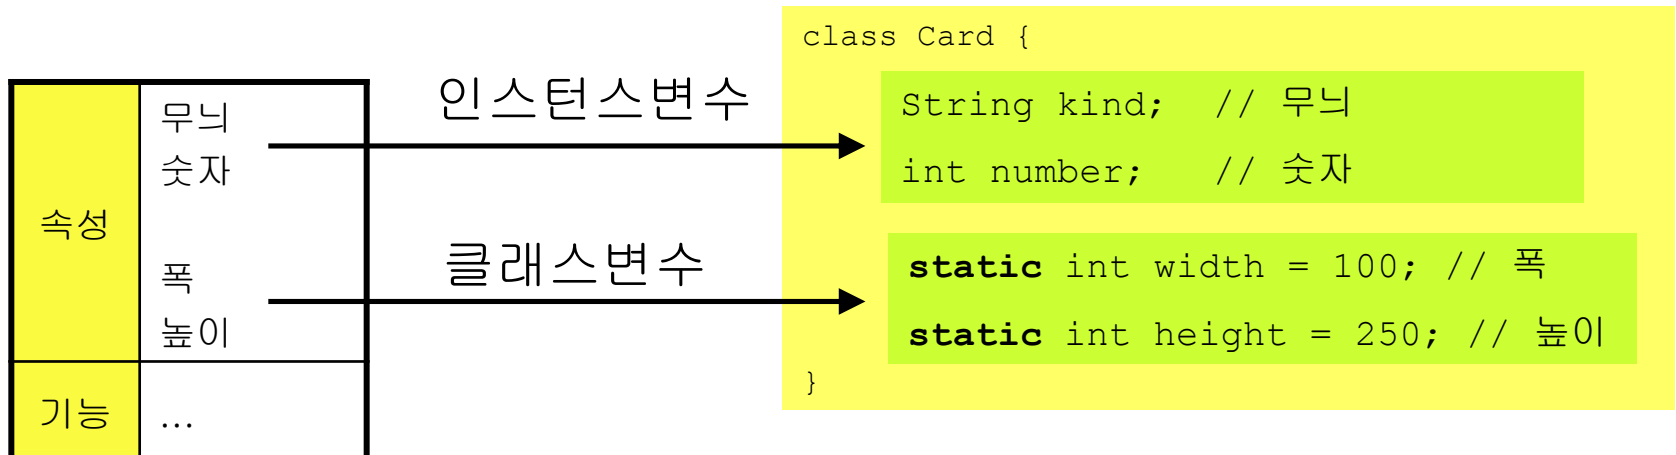 속성
무늬
숫자
폭
높이
기능
...
인스턴스변수
클래스변수
class Card {
String kind; // 무늬
int number; // 숫자
static int width = 100; // 폭
static int height = 250; // 높이
}